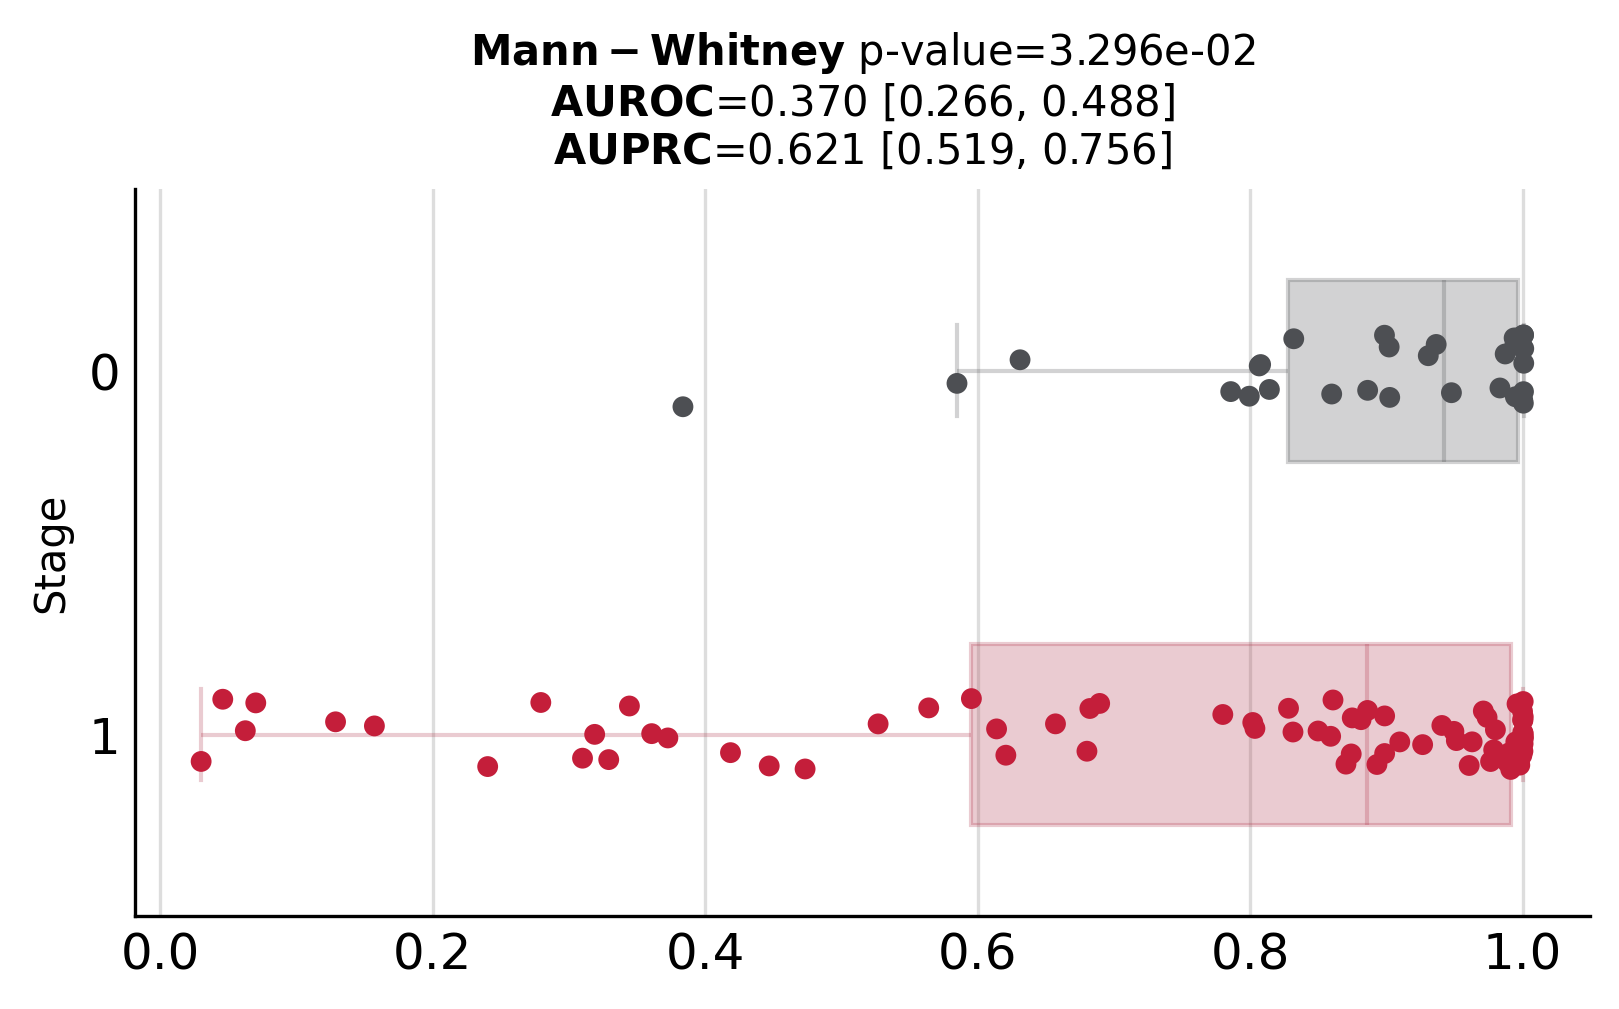 Mann − Whitney p-value=3.296e-02
AUROC=0.370 [0.266, 0.488]
AUPRC=0.621 [0.519, 0.756]
0
Stage
1
0.0 0.2 0.4 0.6 0.8 1.0